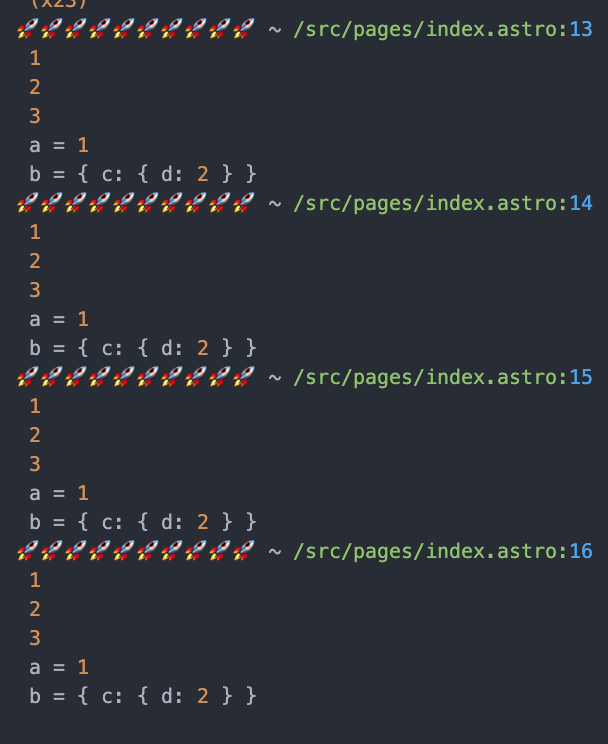 (x23)
🚀🚀🚀🚀🚀🚀🚀🚀🚀🚀 ~ /src/pages/index.astro:13
1
2
3
a = 1
b = { c: { d: 2 } }
🚀🚀🚀🚀🚀🚀🚀🚀🚀🚀 ~ /src/pages/index.astro:14
1
2
3
a = 1
b = { c: { d: 2 } }
🚀🚀🚀🚀🚀🚀🚀🚀🚀🚀 ~ /src/pages/index.astro:15
1
2
3
a = 1
b = { c: { d: 2 } }
🚀🚀🚀🚀🚀🚀🚀🚀🚀🚀 ~ /src/pages/index.astro:16
1
2
3
a = 1
b = { c: { d: 2 } }